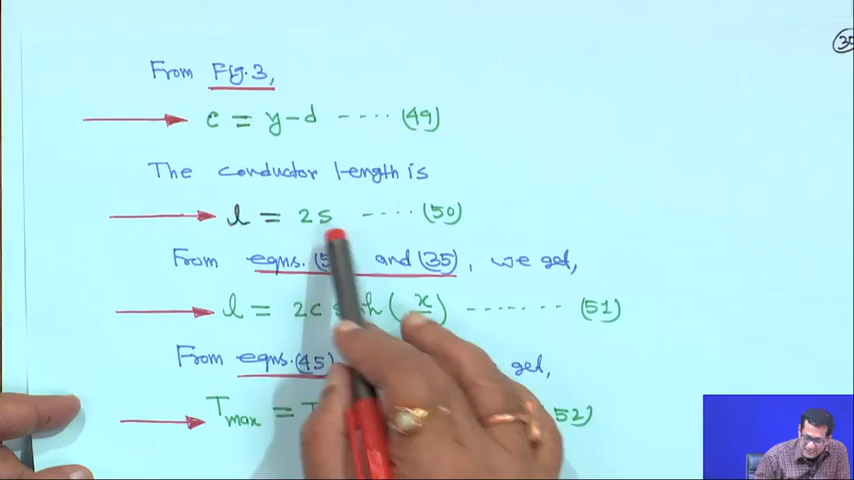 35
From Fig.3,
c = y-d ---- (49)
The conductor length is
l = 2s ---- (50)
From eqns. and (35), we get,
l = 2c (x ) ------- (51)
From eqns.(45) get,
Tmax = 52)